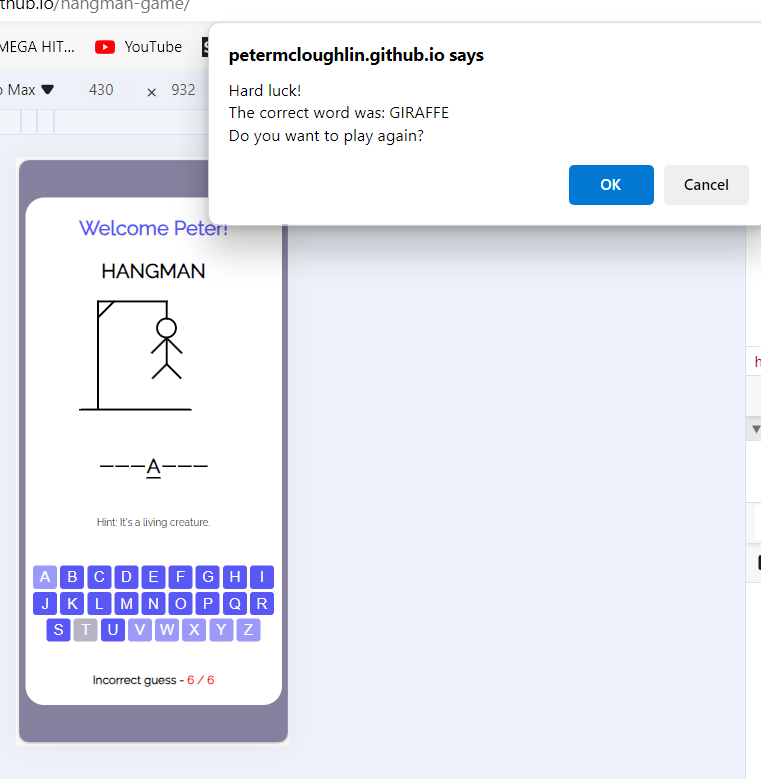 thub.io/hangman-game/
MEGA HIT...
YouTube
petermcloughlin.github.io says
Hard luck!
The correct word was: GIRAFFE
Do you want to play again?
OK
Cancel
Max
430
×
932
Welcome Peter!
HANGMAN
___A___
Hint: It's a living creature.
A B C D E F G H I
J K L M N O P Q R
S T U V W X Y Z
Incorrect guess - 6 / 6